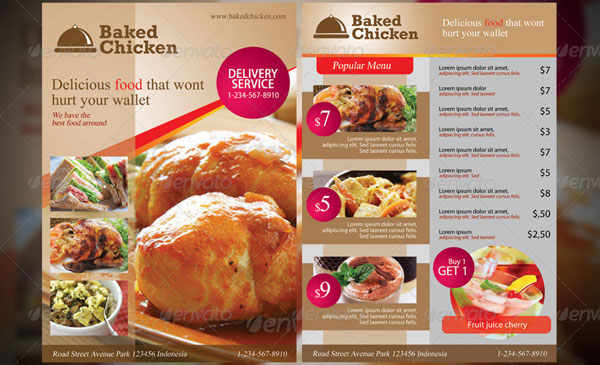 www.bakedchicken.com
Baked
Chicken
Delicious food that wont
hurt your wallet
We have the
best food arround
DELIVERY
SERVICE
1-234-567-8910
Road Street Avenue Park 123456 Indonesia
1-234-567-8910
Baked
Chicken
Delicious food that wont
hurt your wallet
Popular Menu
$7
Lorem ipsum dolor sit amet,
adipiscing elit. Sed laoreet
cursus felis.
$5
Lorem ipsum dolor sit amet,
adipiscing elit. Sed laoreet
cursus felis.
$9
Lorem ipsum dolor sit amet,
adipiscing elit. Sed laoreet
cursus felis.
Lorem ipsum dolor sit amet,
adipiscing elit. Sed laoreet cursus felis.
$7
Lorem ipsum dolor
adipiscing elit. Sed laoreet
$7
Lorem ipsum dolor sit amet,
adipiscing elit. Sed laoreet cursus felis.
$5
Lorem ipsum dolor sit amet,
adipiscing elit. cursus felis.
$3
Lorem ipsum dolor sit amet,
adipiscing elit. Sed laoreet cursus felis.
$7
Lorem ipsum
adipiscing elit. Sed
$5
Lorem ipsum dolor sit
adipiscing elit. Sed laoreet cursus felis.
$8
Lorem ipsum dolor sit amet,
adipiscing elit. Sed laoreet cursus felis.
$,50
Lorem ipsum dolor sit amet,
adipiscing elit. Sed laoreet
$2,50
Buy 1
GET 1
Fruit juice cherry
Road Street Avenue Park 123456 Indonesia
1-234-567-8910
envato